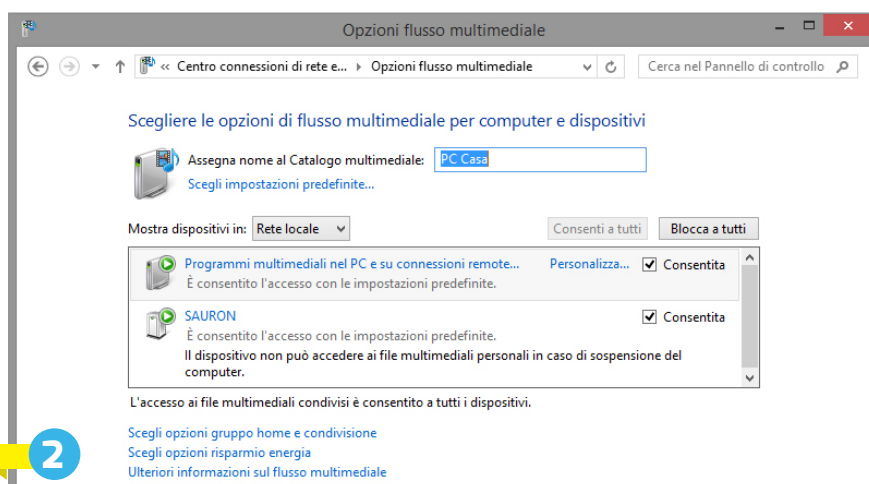 Opzioni flusso multimediale
« Centro connessioni di rete e... Opzioni flusso multimediale
Cerca nel Pannello di controllo
Scegliere le opzioni di flusso multimediale per computer e dispositivi
Assegna nome al Catalogo multimediale: PC Casa
Scegli impostazioni predefinite...
Mostra dispositivi in: Rete locale Consenti a tutti Blocca a tutti
Programmi multimediali nel PC e su connessioni remote... Personalizza... Consentita
È consentito l'accesso con le impostazioni predefinite.
SAURON Consentita
È consentito l'accesso con le impostazioni predefinite.
Il dispositivo non può accedere ai file multimediali personali in caso di sospensione del
computer.
L'accesso ai file multimediali condivisi è consentito a tutti i dispositivi.
Scegli opzioni gruppo home e condivisione
Scegli opzioni risparmio energia
Ulteriori informazioni sul flusso multimediale
2